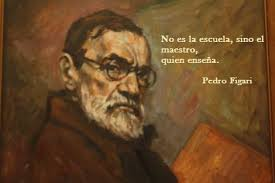 No es la escuela, sino el
maestro,
quien enseña.
Pedro Figari